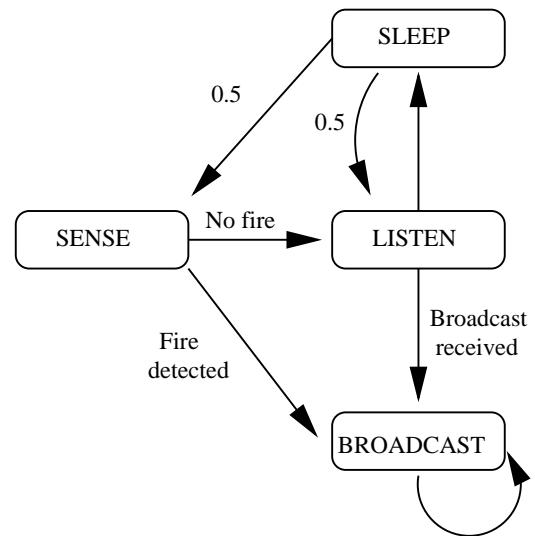 SLEEP
0.5
0.5
SENSE
No fire
LISTEN
Fire
detected
Broadcast
received
BROADCAST